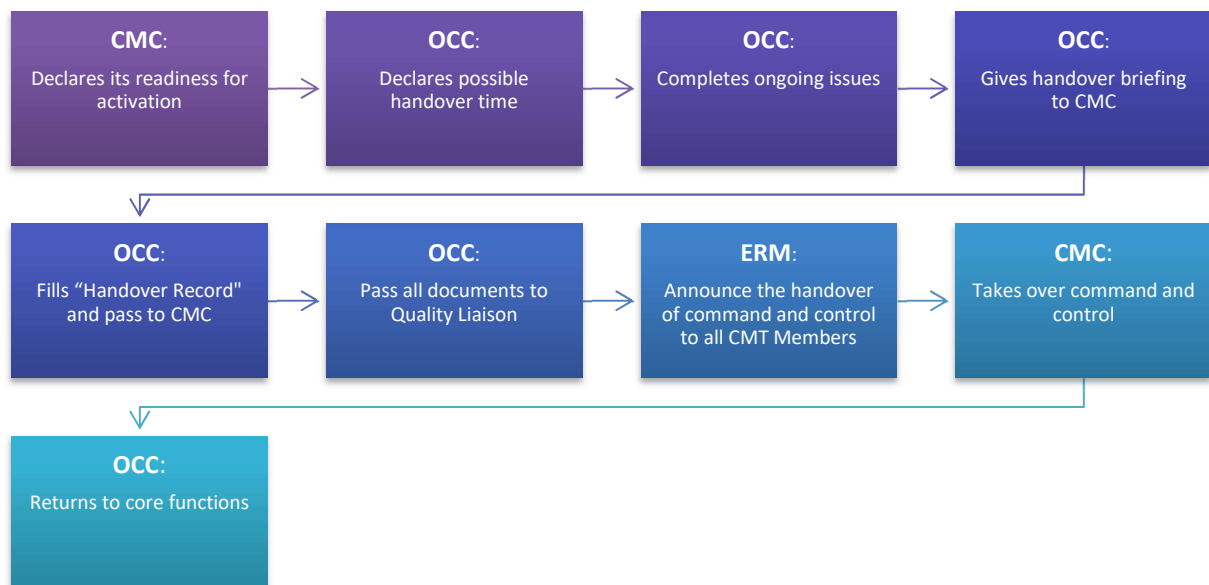 CMC:
Declares its readiness for
activation
OCC:
Declares possible
handover time
OCC:
Completes ongoing issues
OCC:
Gives handover briefing
to CMC
OCC:
Fills “Handover Record"
and pass to CMC
OCC:
Pass all documents to
Quality Liaison
ERM:
Announce the handover
of command and control
to all CMT Members
CMC:
Takes over command and
control
OCC:
Returns to core functions